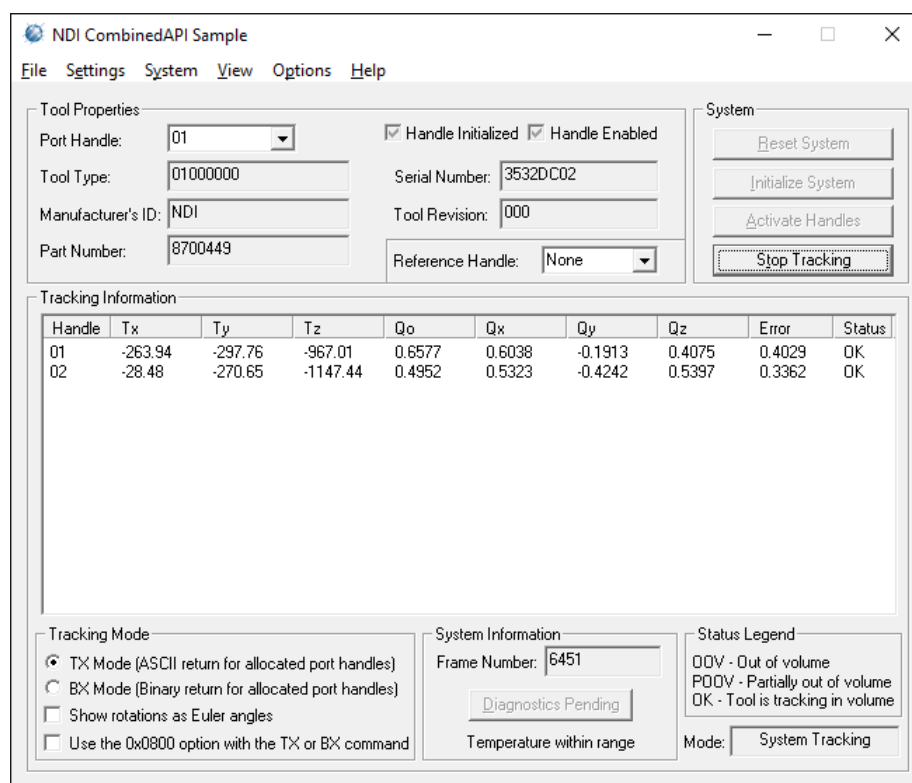 NDI CombinedAPI Sample
File Settings System View Options Help
Tool Properties
Port Handle: 01
Handle Initialized Handle Enabled
Tool Type: 01000000
Serial Number: 3532DC02
Manufacturer's ID: NDI
Tool Revision: 000
Part Number: 8700449
Reference Handle: None
System
Reset System
Initialize System
Activate Handles
Stop Tracking
Tracking Information
Handle Tx Ty Tz Qo Qx Qy Qz Error Status
01 -263.94 -297.76 -967.01 0.6577 0.6038 -0.1913 0.4075 0.4029 OK
02 -28.48 -270.65 -1147.44 0.4952 0.5323 -0.4242 0.5397 0.3362 OK
Tracking Mode
TX Mode (ASCII return for allocated port handles)
BX Mode (Binary return for allocated port handles)
Show rotations as Euler angles
Use the 0x0800 option with the TX or BX command
System Information
Frame Number: 6451
Diagnostics Pending
Temperature within range
Status Legend
OOV - Out of volume
POOV - Partially out of volume
OK - Tool is tracking in volume
Mode: System Tracking